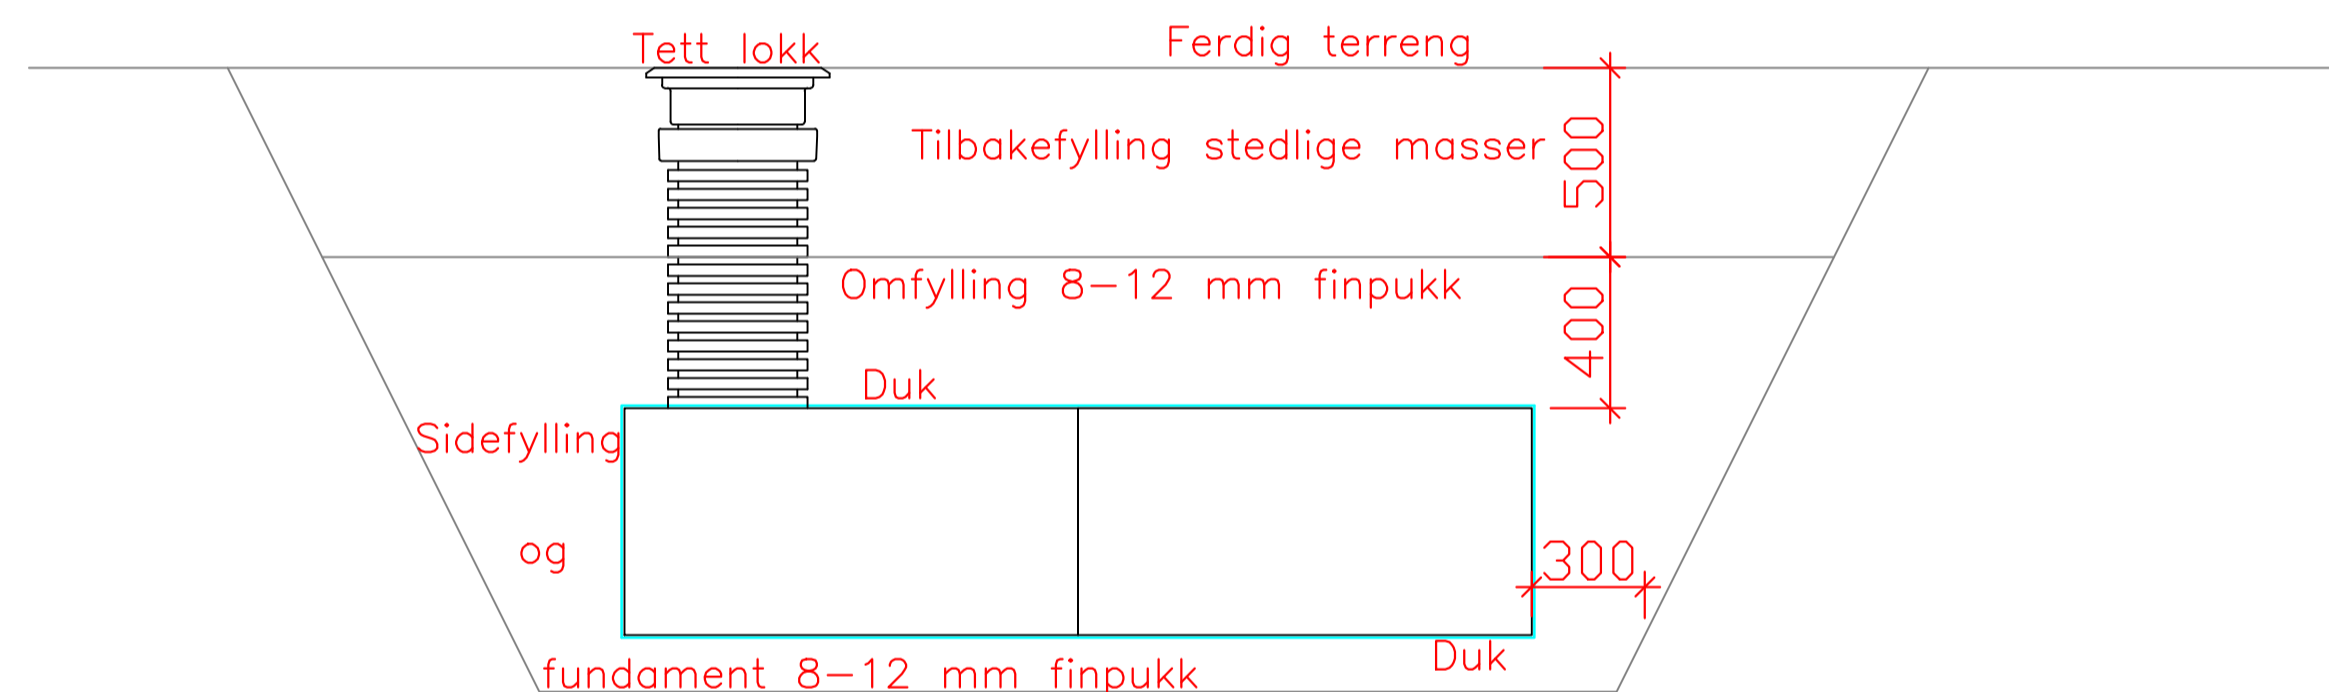 Tett lokk
Ferdig terreng
Tilbakefylling stedlige masser
500
Omfylling 8-12 mm finpukk
400
Duk
Sidefylling
og
300
fundament 8-12 mm finpukk
Duk